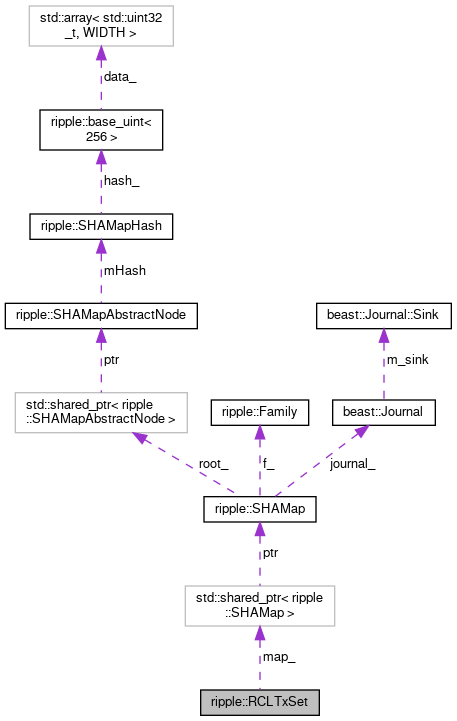 std::array< std::uint32
_t, WIDTH >
data_
ripple::base_uint<
256 >
hash_
ripple::SHAMapHash
mHash
ripple::SHAMapAbstractNode
beast::Journal::Sink
ptr
m_sink
std::shared_ptr< ripple
::SHAMapAbstractNode >
ripple::Family
beast::Journal
root_
f_
journal_
ripple::SHAMap
ptr
std::shared_ptr< ripple
::SHAMap >
map_
ripple::RCLTxSet